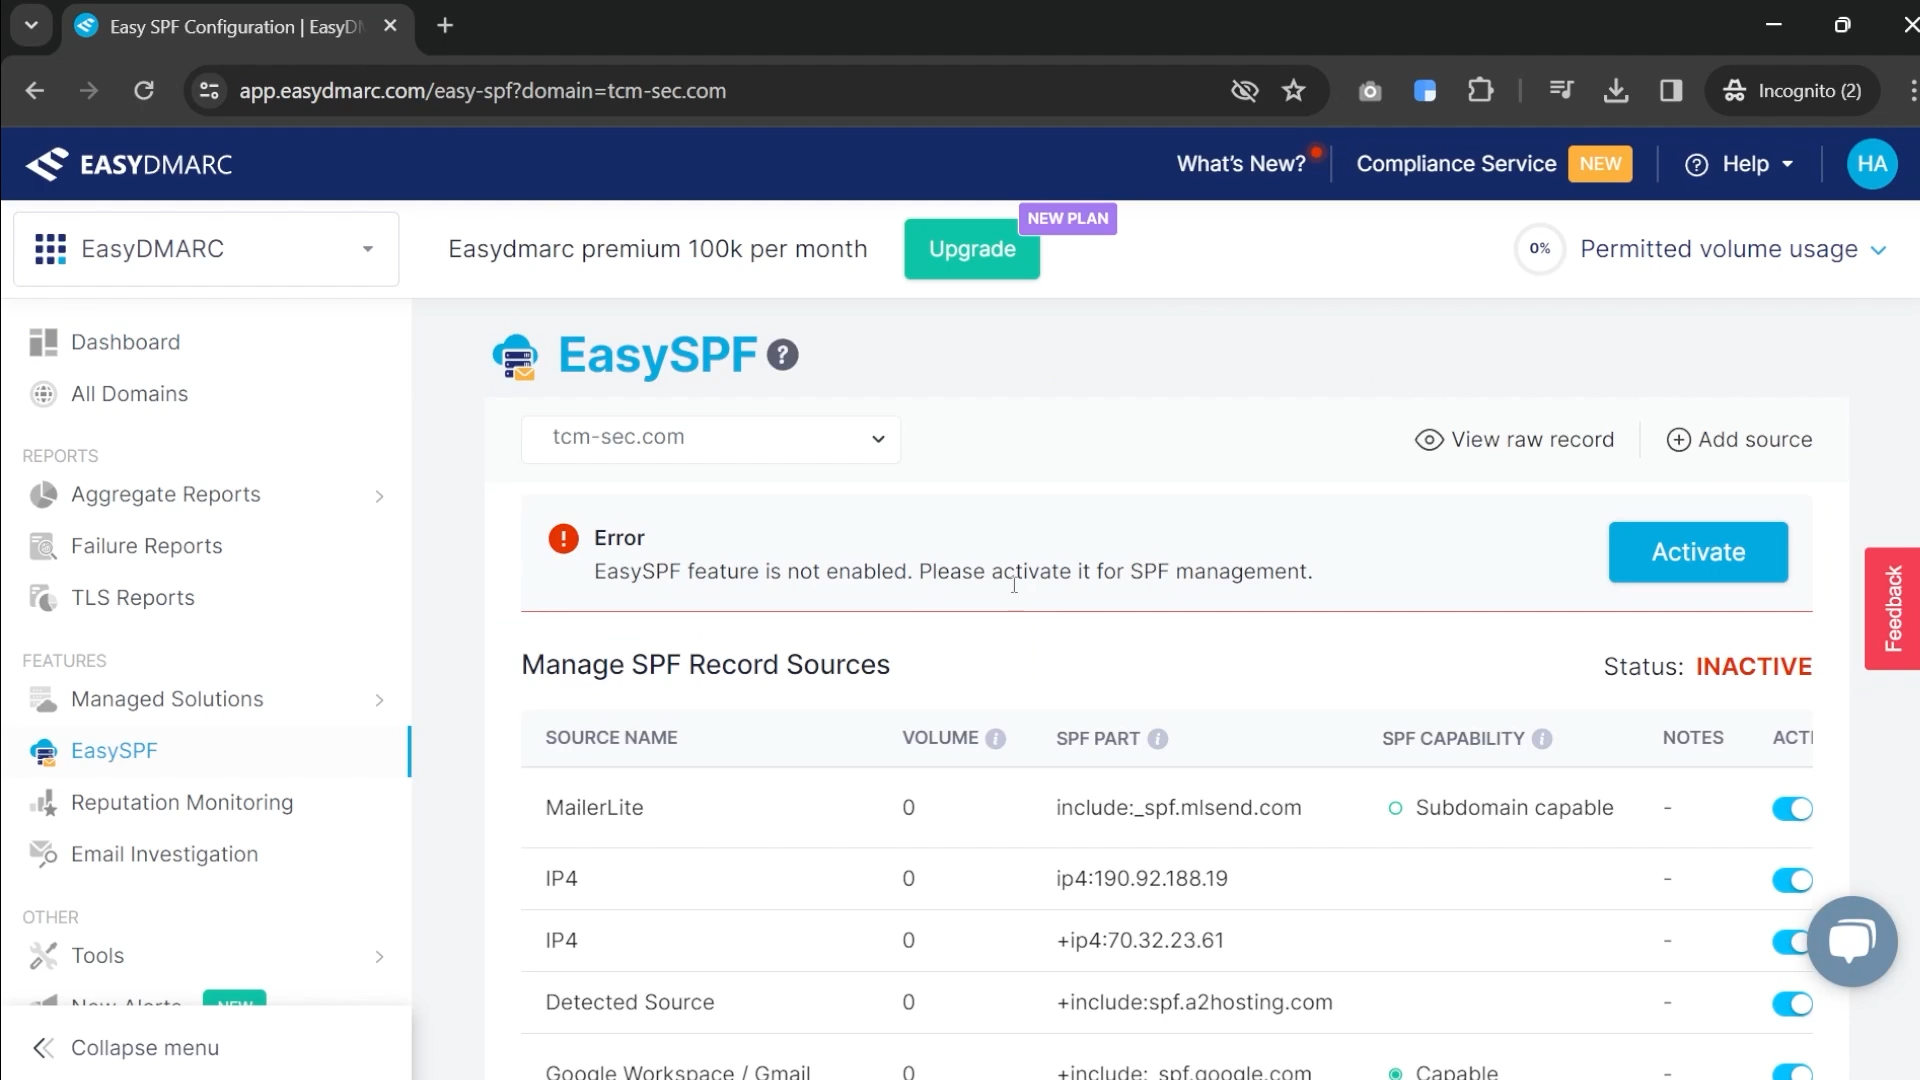 Easy SPF Configuration | EasyD
app.easydmarc.com/easy-spf?domain=tcm-sec.com
Incognito (2)
EASYDMARC
What's New?
Compliance Service
NEW
Help
HA
EasyDMARC
Easydmarc premium 100k per month
Upgrade
NEW PLAN
0%
Permitted volume usage
Dashboard
All Domains
REPORTS
Aggregate Reports
Failure Reports
TLS Reports
FEATURES
Managed Solutions
EasySPF
Reputation Monitoring
Email Investigation
OTHER
Tools
New Alerts
NEW
Collapse menu
EasySPF
tcm-sec.com
View raw record
Add source
Error
EasySPF feature is not enabled. Please activate it for SPF management.
Activate
Manage SPF Record Sources
Status: INACTIVE
SOURCE NAME VOLUME SPF PART SPF CAPABILITY NOTES ACTI
MailerLite 0 include:_spf.mlsend.com Subdomain capable -
IP4 0 ip4:190.92.188.19 -
IP4 0 +ip4:70.32.23.61 -
Detected Source 0 +include:spf.a2hosting.com -
Google Workspace / Gmail 0 +include:_spf.google.com Capable -
Feedback